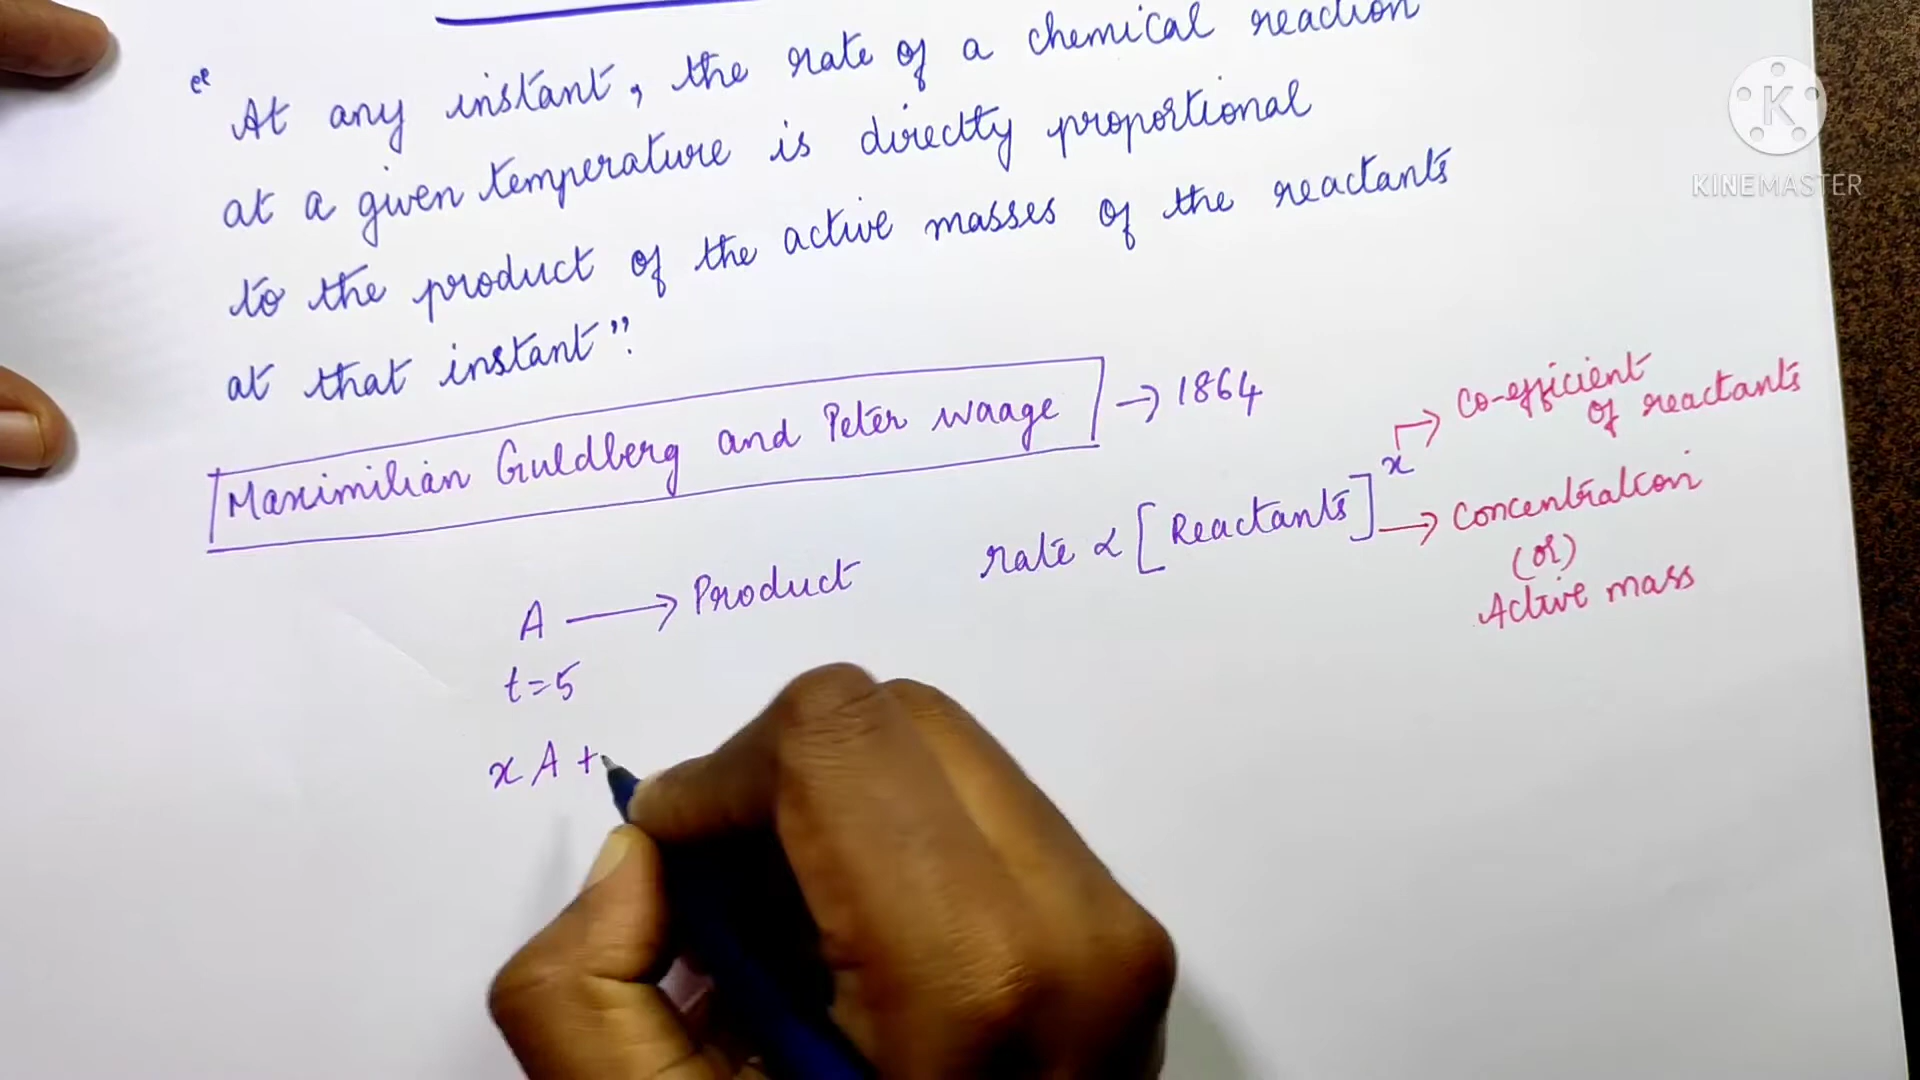 “At any instant, the rate of a chemical reaction
at a given temperature is directly proportional
to the product of the active masses of the reactants
at that instant”.
Maximilian Guldberg and Peter Waage → 1864
rate ∝ [Reactants]^x
→ Co-efficient
of reactants
→ Concentration
(or)
Active mass
A → Product
t=5
x A +
K
KINEMASTER